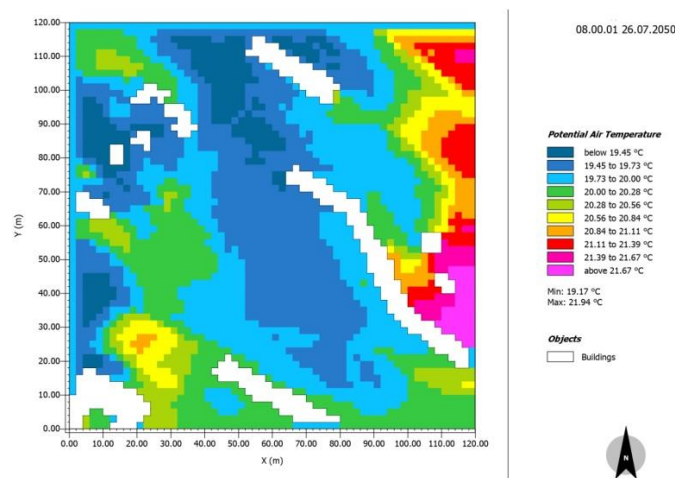 08.00.01 26.07.2050
120.00
110.00
100.00
90.00
80.00
70.00
60.00
50.00
40.00
30.00
20.00
10.00
0.00
Y (m)
0.00 10.00 20.00 30.00 40.00 50.00 60.00 70.00 80.00 90.00 100.00 110.00 120.00
X (m)
Potential Air Temperature
below 19.45 °C
19.45 to 19.73 °C
19.73 to 20.00 °C
20.00 to 20.28 °C
20.28 to 20.56 °C
20.56 to 20.84 °C
20.84 to 21.11 °C
21.11 to 21.39 °C
21.39 to 21.67 °C
above 21.67 °C
Min: 19.17 °C
Max: 21.94 °C
Objects
Buildings
N